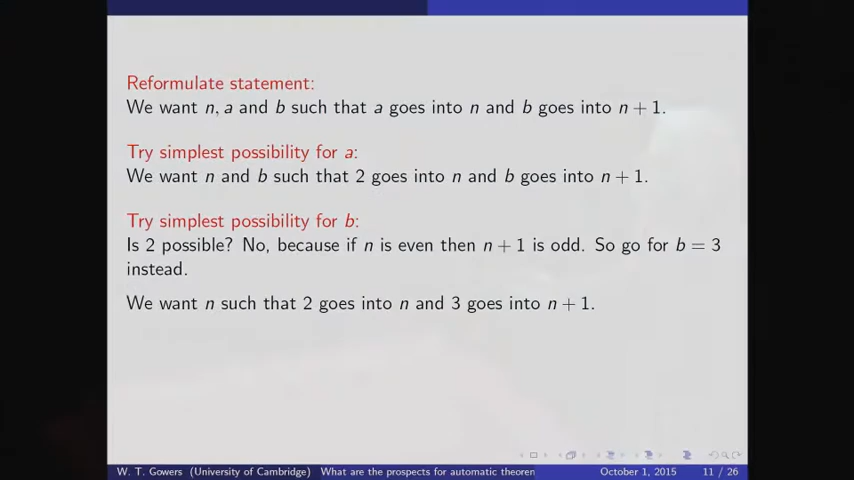 Reformulate statement:
We want n, a and b such that a goes into n and b goes into n + 1.
Try simplest possibility for a:
We want n and b such that 2 goes into n and b goes into n + 1.
Try simplest possibility for b:
Is 2 possible? No, because if n is even then n + 1 is odd. So go for b = 3
instead.
We want n such that 2 goes into n and 3 goes into n + 1.
W. T. Gowers (University of Cambridge) What are the prospects for automatic theorem October 1, 2015 11 / 26